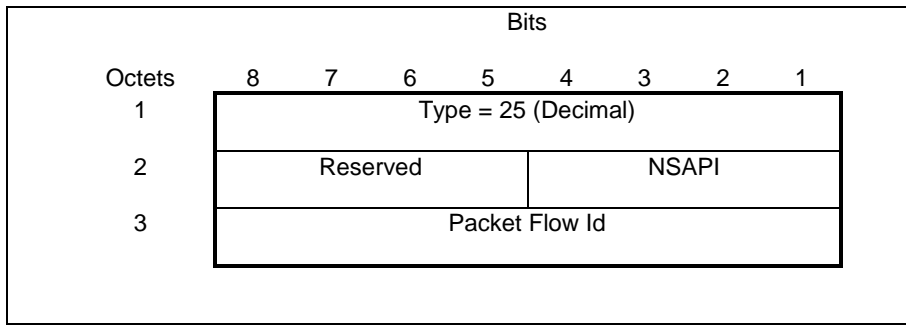 Bits
Octets 8 7 6 5 4 3 2 1
1 Type = 25 (Decimal)
2 Reserved NSAPI
3 Packet Flow Id